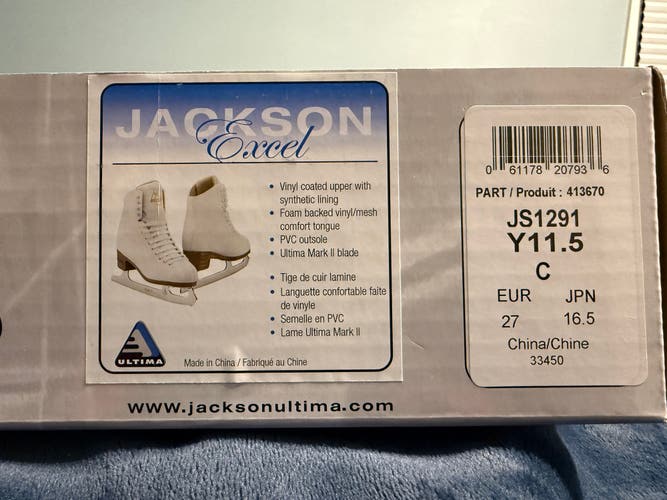 JACKSON
Excel
• Vinyl coated upper with
synthetic lining
• Foam backed vinyl/mesh
comfort tongue
• PVC outsole
• Ultima Mark II blade
• Tige de cuir lamine
• Languette confortable faite
de vinyle
• Semelle en PVC
• Lame Ultima Mark II
ULTIMA
Made in China / Fabriqué au Chine
www.jacksonultima.com
0 61178 20793 6
PART / Produit : 413670
JS1291
Y11.5
C
EUR JPN
27 16.5
China/Chine
33450